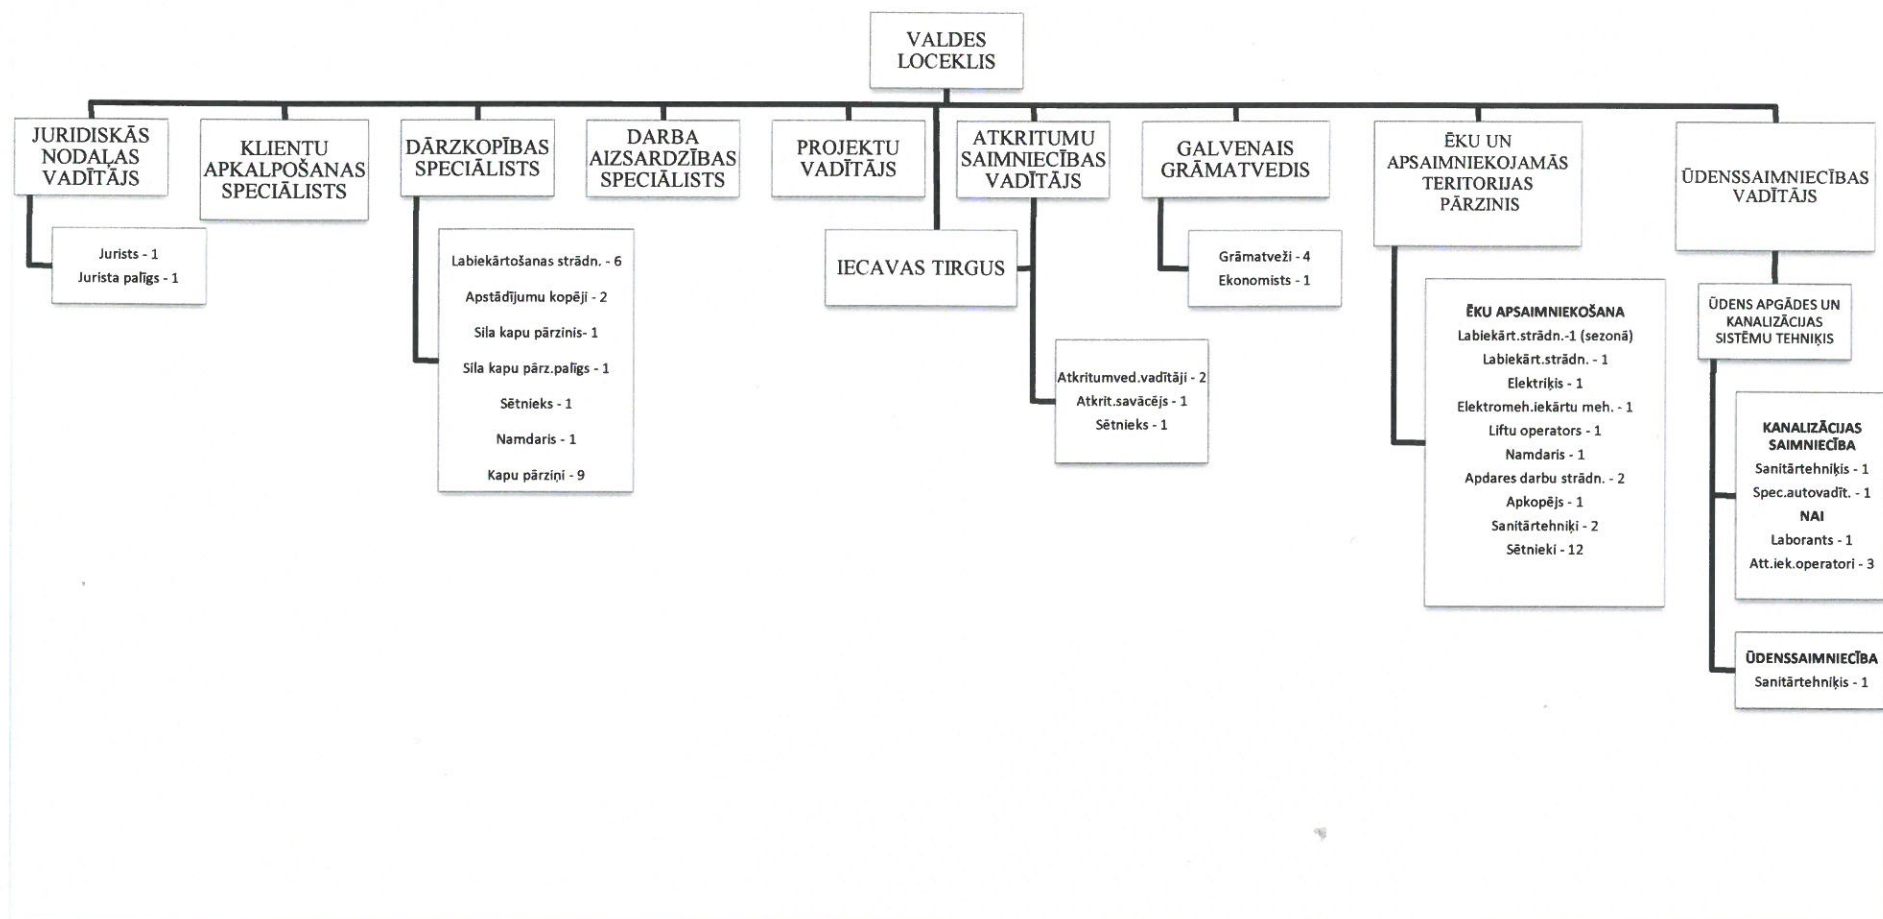 VALDES
LOCEKLIS
JURIDISKĀS
NODAĻAS
VADĪTĀJS
Jurists - 1
Jurista palīgs - 1
KLIENTU
APKALPOŠANAS
SPECIĀLISTS
DĀRZKOPĪBAS
SPECIĀLISTS
Labiekārtošanas strādn. - 6
Apstādījumu kopēji - 2
Sila kapu pārzinis- 1
Sila kapu pārz.palīgs - 1
Sētnieks - 1
Namdaris - 1
Kapu pārziņi - 9
DARBA
AIZSARDZĪBAS
SPECIĀLISTS
PROJEKTU
VADĪTĀJS
IECAVAS TIRGUS
ATKRITUMU
SAIMNIECĪBAS
VADĪTĀJS
Atkritumved.vadītāji - 2
Atkrit.savācējs - 1
Sētnieks - 1
GALVENAIS
GRĀMATVEDIS
Grāmatveži - 4
Ekonomists - 1
ĒKU UN
APSAIMNIEKOJAMĀS
TERITORIJAS
PĀRZINIS
ĒKU APSAIMNIEKOŠANA
Labiekārt.strādn.-1 (sezonā)
Labiekārt.strādn. - 1
Elektriķis - 1
Elektromeh.iekārtu meh. - 1
Liftu operators - 1
Namdaris - 1
Apdares darbu strādn. - 2
Apkopējs - 1
Sanitārtehniķi - 2
Sētnieki - 12
ŪDENSSAIMNIECĪBAS
VADĪTĀJS
ŪDENS APGĀDES UN
KANALIZĀCIJAS
SISTĒMU TEHNIĶIS
KANALIZĀCIJAS
SAIMNIECĪBA
Sanitārtehniķis - 1
Spec.autovadīt. - 1
NAI
Laborants - 1
Att.iek.operatori - 3
ŪDENSSAIMNIECĪBA
Sanitārtehniķis - 1